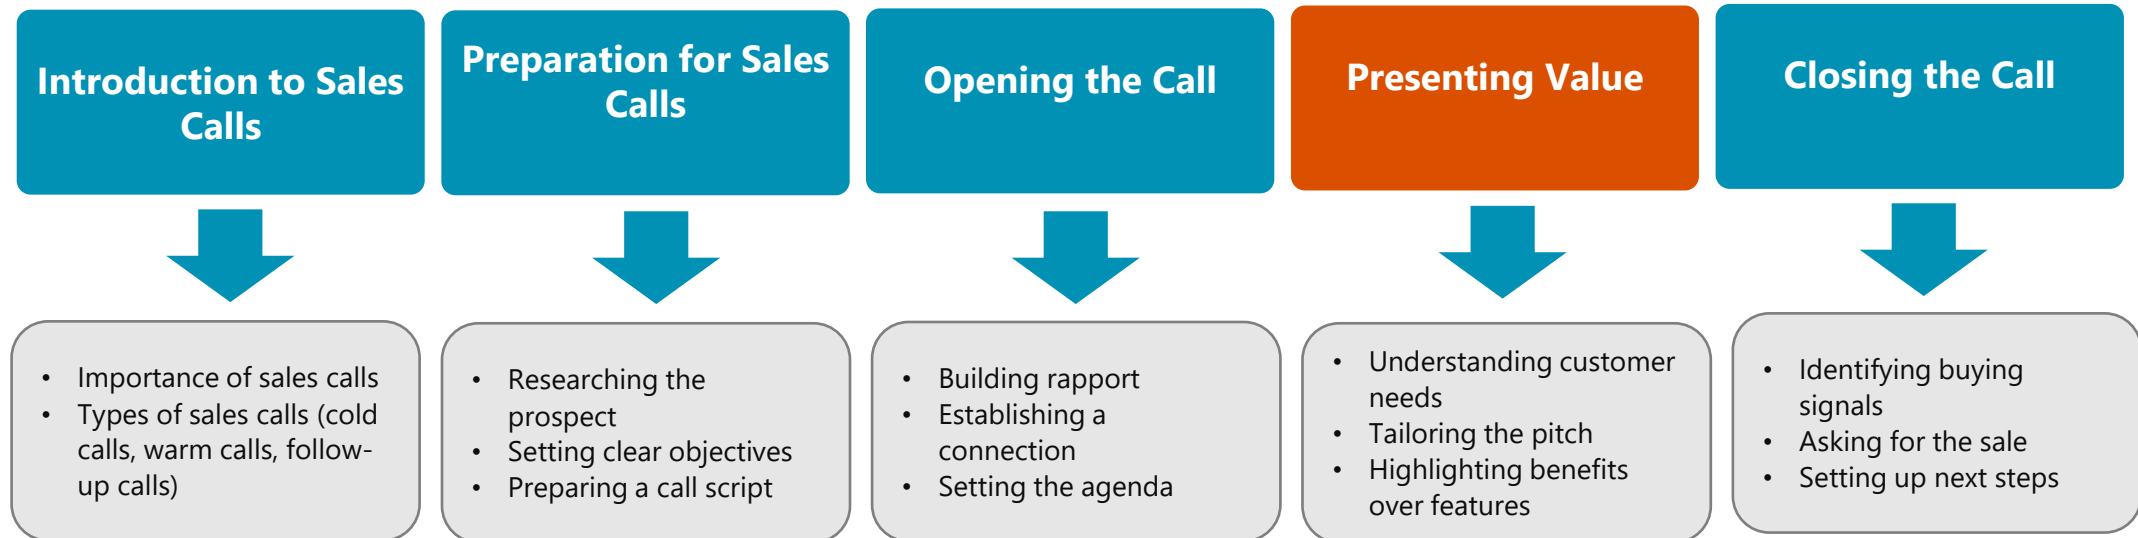 Introduction to Sales
Calls
Preparation for Sales
Calls
Opening the Call
Presenting Value
Closing the Call
• Importance of sales calls
• Types of sales calls (cold
calls, warm calls, follow-
up calls)
• Researching the
prospect
• Setting clear objectives
• Preparing a call script
• Building rapport
• Establishing a
connection
• Setting the agenda
• Understanding customer
needs
• Tailoring the pitch
• Highlighting benefits
over features
• Identifying buying
signals
• Asking for the sale
• Setting up next steps